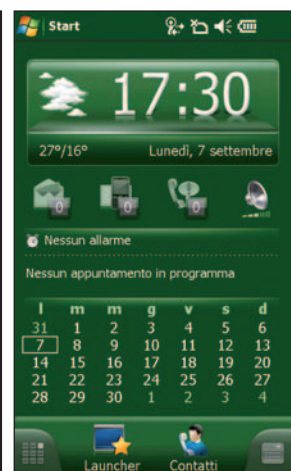 Start
17:30
27°/16° Lunedì, 7 settembre
0 0 0
Nessun allarme
Nessun appuntamento in programma
l m m g v s d
31 1 2 3 4 5 6
7 8 9 10 11 12 13
14 15 16 17 18 19 20
21 22 23 24 25 26 27
28 29 30 1 2 3 4
Launcher Contatti